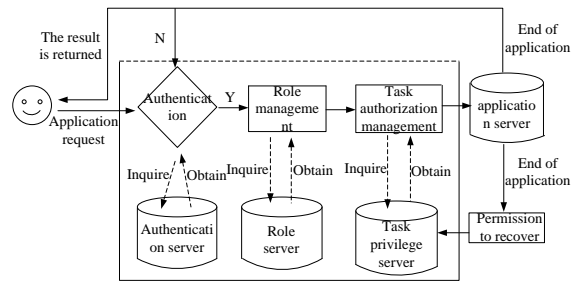 The result
is returned
N
End of
application
Authenticat
ion
Y
Role
manageme
nt
Task
authorization
management
applicatio
n server
Application
request
Inquire
Obtain
Inquire
Obtain
Inquire
Obtain
End of
application
Authenticati
on server
Role
server
Task
privilege
server
Permission
to recover